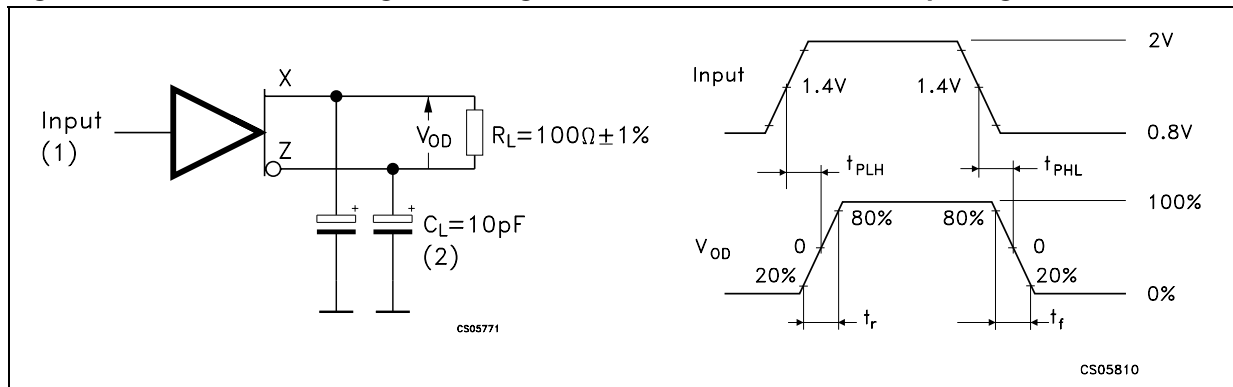 Input
(1)
X
Z
V_OD
R_L=100Ω±1%
+
+
C_L=10pF
(2)
CS05771
Input
1.4V
1.4V
2V
0.8V
t_PLH
t_PHL
V_OD
0
80%
80%
0
100%
20%
20%
0%
t_r
t_f
CS05810